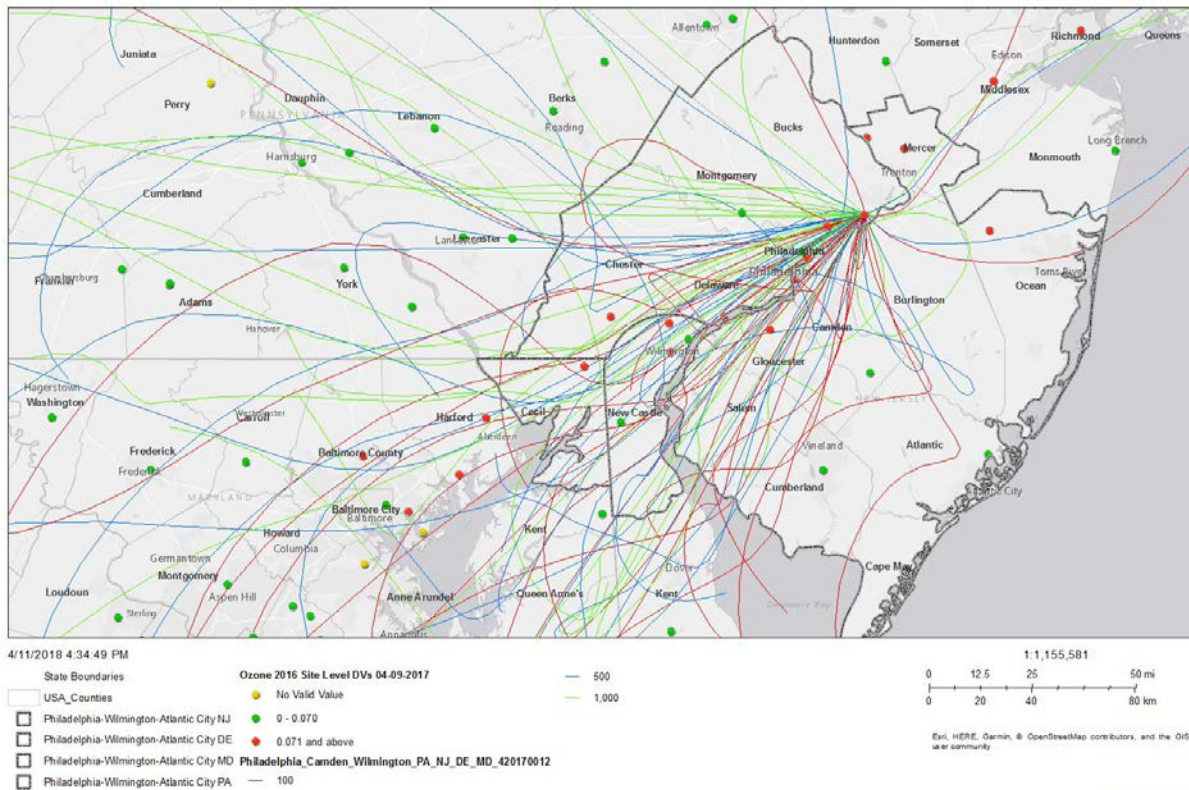 Allentown
Hunterdon
Somerset
Richmond
Queens
Juniata
Edison
Middlesex
Perry
Dauphin
Berks
PENNSYLVANIA
Lebanon
Reading
Bucks
Long Branch
Harrisburg
Mercer
Monmouth
Trenton
Cumberland
Montgomery
Lancaster
Philadelphia
Philadelphia
Chester
Toms River
Franklin
Chambersburg
York
Delaware
Ocean
Adams
Burlington
Hanover
Camden
Wilmington
Gloucester
Hagerstown
Washington
NEW JERSEY
Westminster
Carroll
Harford
Cecil
New Castle
Salem
Aberdeen
Frederick
Baltimore County
Vineland
Atlantic
Frederick
Cumberland
MARYLAND
Atlantic City
Baltimore City
Baltimore
Howard
Kent
Columbia
Germantown
Montgomery
Dover
Cape May
Loudoun
Aspen Hill
Anne Arundel
Queen Anne's
Kent
Sterling
Delaware Bay
Annapolis
4/11/2018 4:34:49 PM
1:1,155,581
State Boundaries
USA_Counties
Philadelphia-Wilmington-Atlantic City NJ
Philadelphia-Wilmington-Atlantic City DE
Philadelphia-Wilmington-Atlantic City MD
Philadelphia-Wilmington-Atlantic City PA
Ozone 2016 Site Level DVs 04-09-2017
No Valid Value
0 - 0.070
0.071 and above
Philadelphia_Camden_Wilmington_PA_NJ_DE_MD_420170012
100
500
1,000
0 12.5 25 50 mi
0 20 40 80 km
Esri, HERE, Garmin, © OpenStreetMap contributors, and the GIS
user community